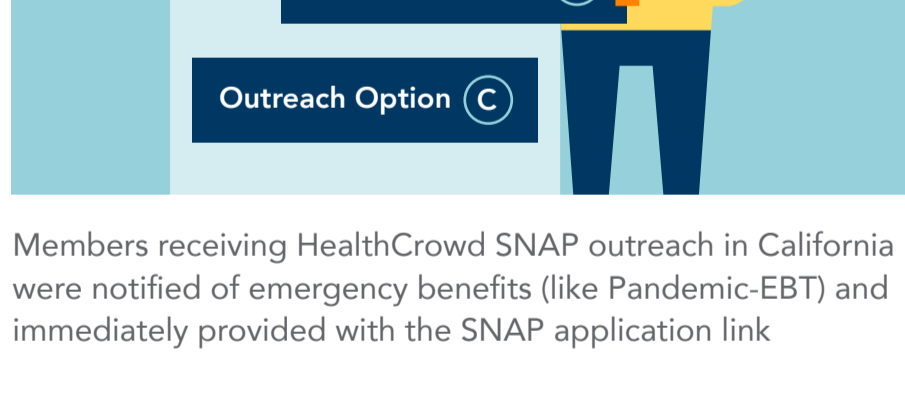 Outreach Option C
Members receiving HealthCrowd SNAP outreach in California
were notified of emergency benefits (like Pandemic-EBT) and
immediately provided with the SNAP application link